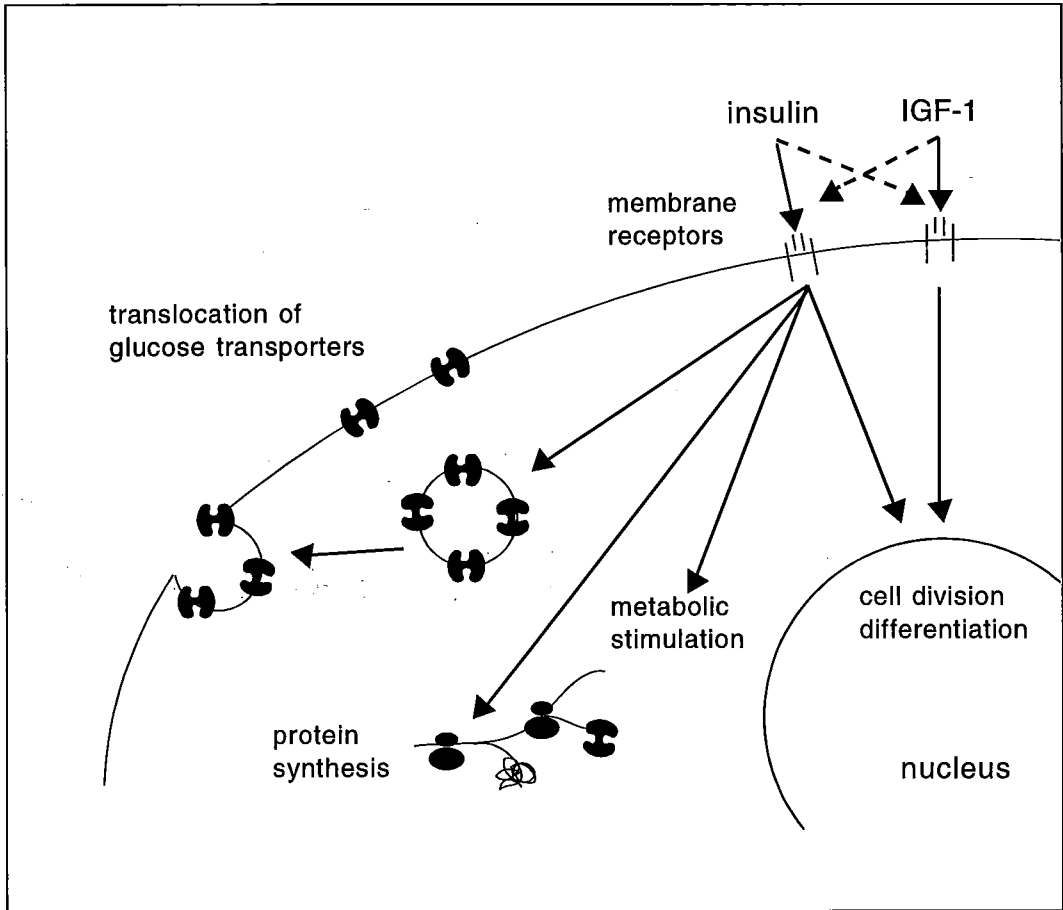 insulin
IGF-1
membrane
receptors
translocation of
glucose transporters
metabolic
stimulation
cell division
differentiation
protein
synthesis
nucleus